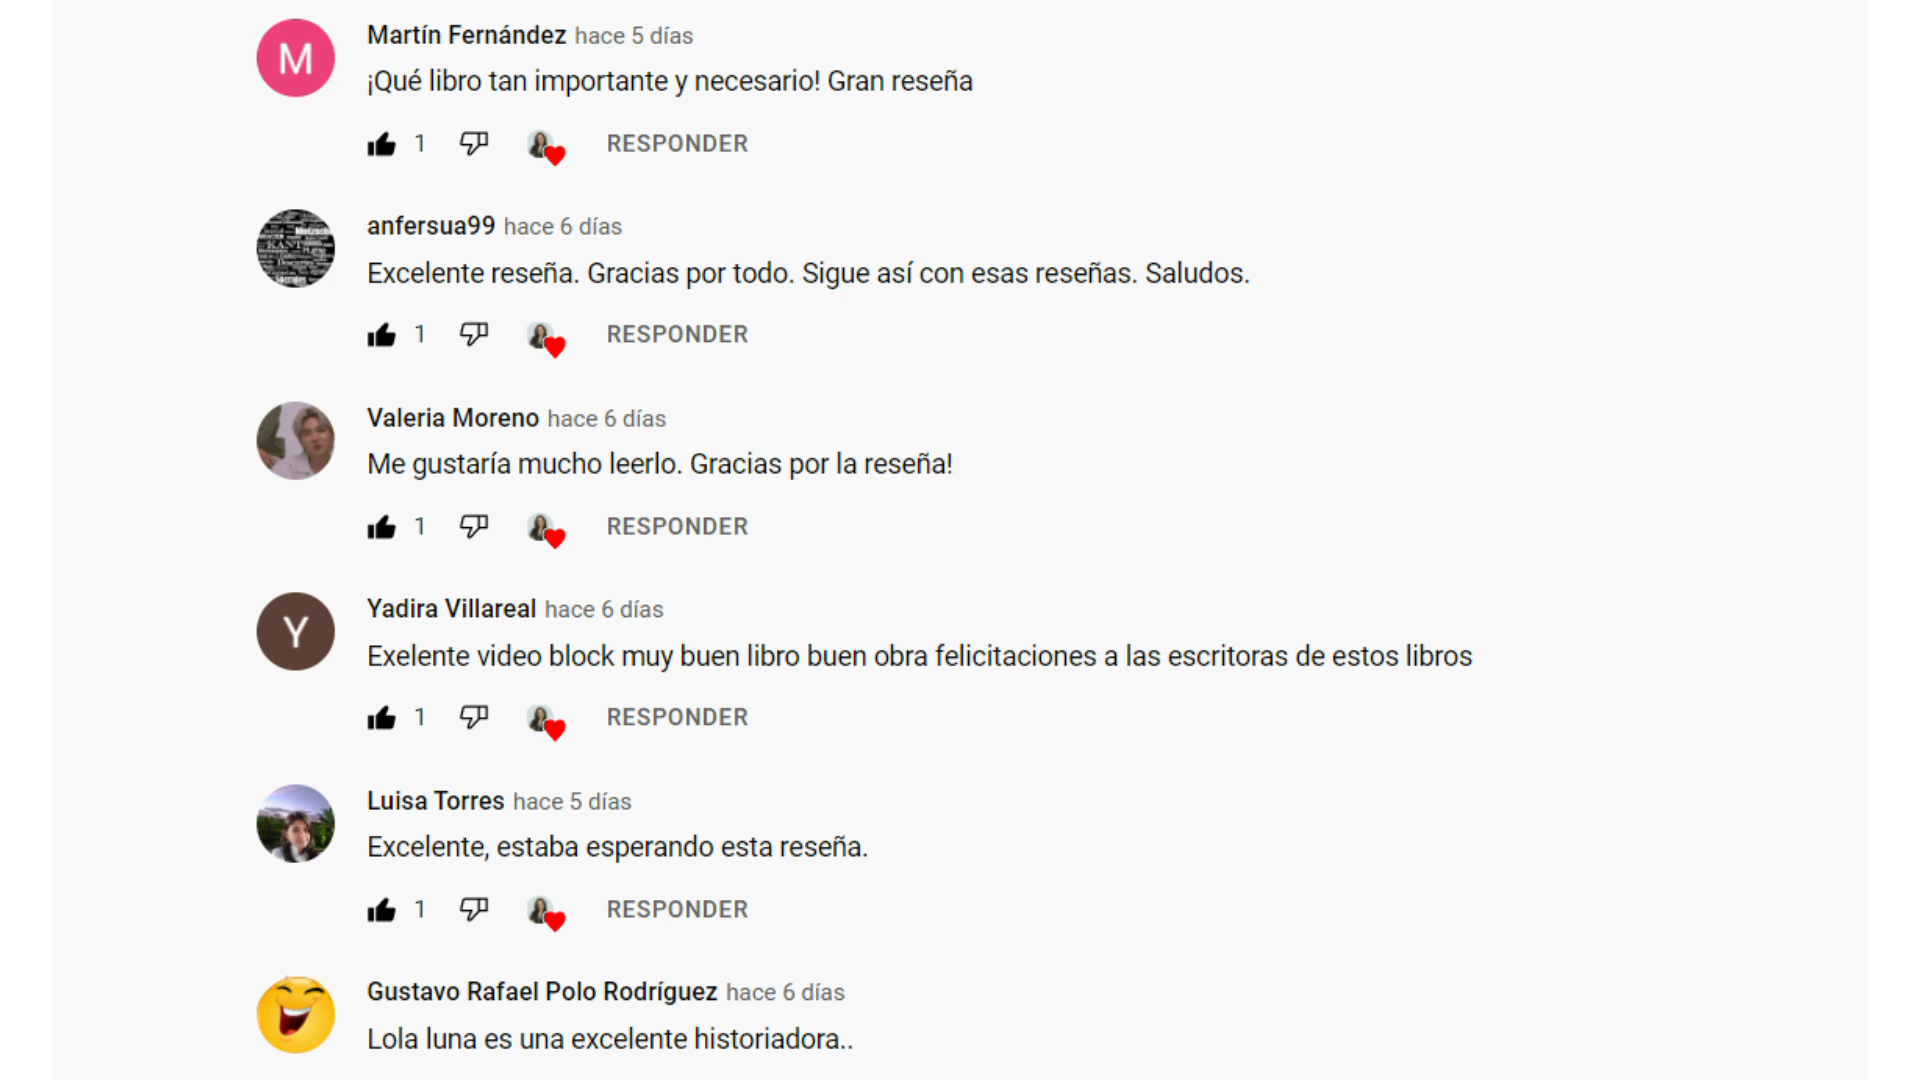 M
Martín Fernández hace 5 días
¡Qué libro tan importante y necesario! Gran reseña
1 RESPONDER
KANT
anfersua99 hace 6 días
Excelente reseña. Gracias por todo. Sigue así con esas reseñas. Saludos.
1 RESPONDER
Valeria Moreno hace 6 días
Me gustaría mucho leerlo. Gracias por la reseña!
1 RESPONDER
Y
Yadira Villareal hace 6 días
Exelente video block muy buen libro buen obra felicitaciones a las escritoras de estos libros
1 RESPONDER
Luisa Torres hace 5 días
Excelente, estaba esperando esta reseña.
1 RESPONDER
Gustavo Rafael Polo Rodríguez hace 6 días
Lola luna es una excelente historiadora..